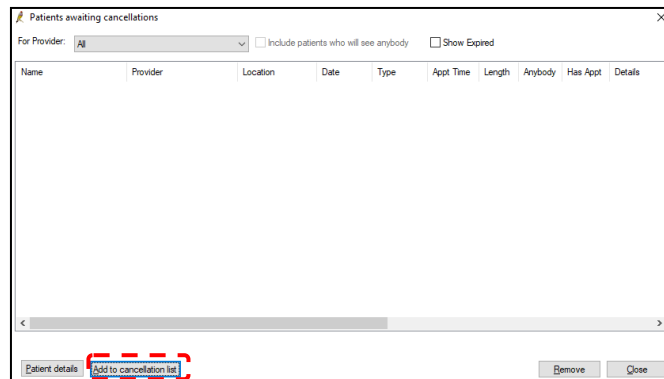 Patients awaiting cancellations
For Provider: All Include patients who will see anybody Show Expired
Name Provider Location Date Type Appt Time Length Anybody Has Appt Details
Patient details Add to cancellation list Remove Close